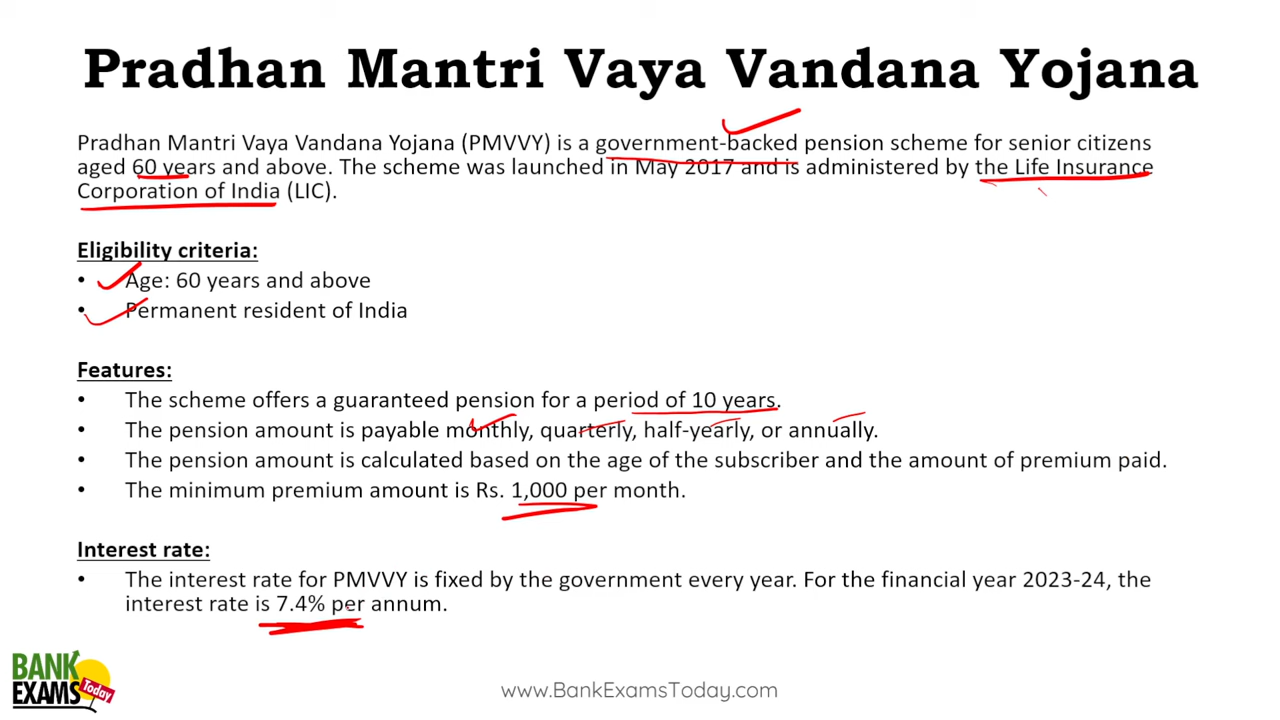 Pradhan Mantri Vaya Vandana Yojana
Pradhan Mantri Vaya Vandana Yojana (PMVVY) is a government-backed pension scheme for senior citizens
aged 60 years and above. The scheme was launched in May 2017 and is administered by the Life Insurance
Corporation of India (LIC).
Eligibility criteria:
• Age: 60 years and above
• Permanent resident of India
Features:
• The scheme offers a guaranteed pension for a period of 10 years.
• The pension amount is payable monthly, quarterly, half-yearly, or annually.
• The pension amount is calculated based on the age of the subscriber and the amount of premium paid.
• The minimum premium amount is Rs. 1,000 per month.
Interest rate:
• The interest rate for PMVVY is fixed by the government every year. For the financial year 2023-24, the
interest rate is 7.4% per annum.
BANK
EXAMS
Today
www.BankExamsToday.com